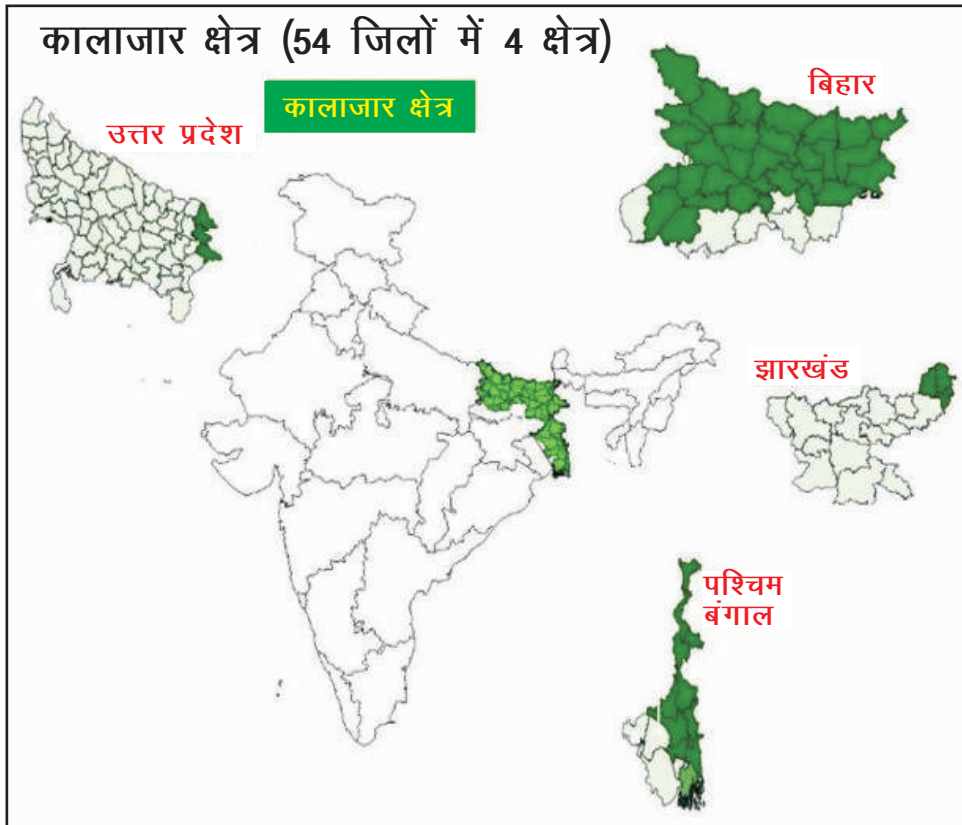 कालाजार क्षेत्र (54 जिलों में 4 क्षेत्र)
कालाजार क्षेत्र
बिहार
उत्तर प्रदेश
झारखंड
पश्चिम
बंगाल